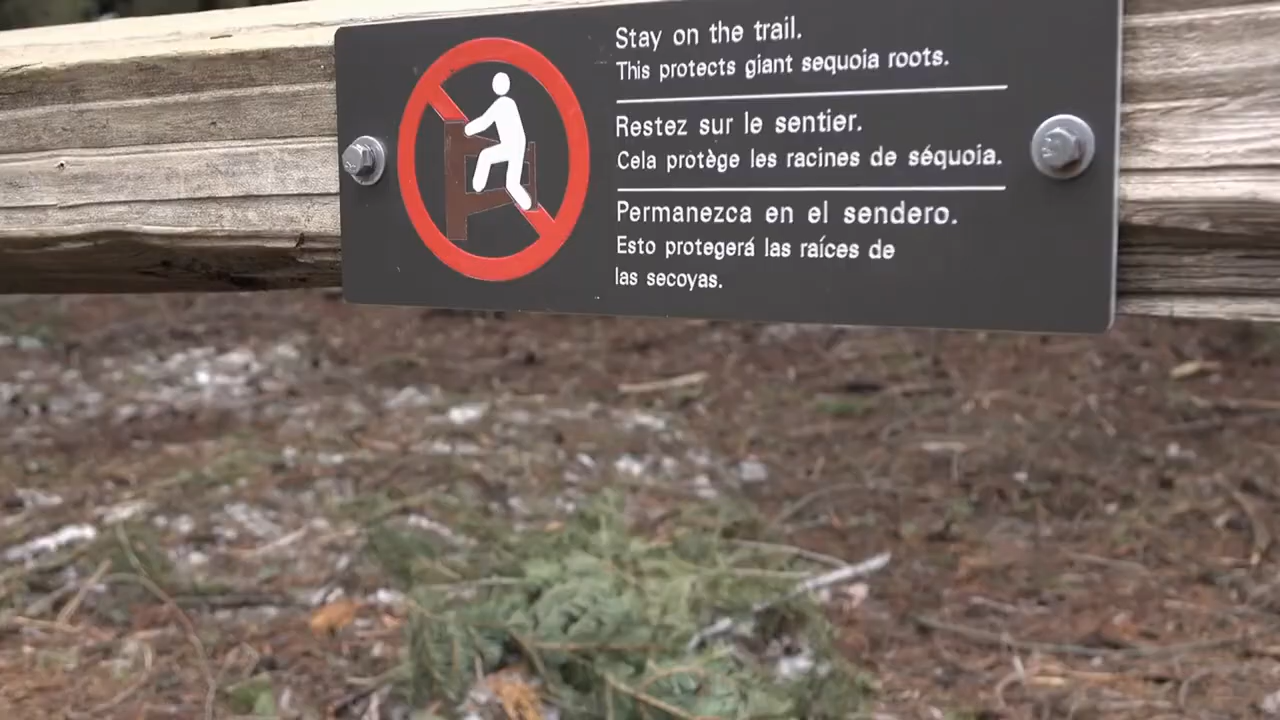 Stay on the trail.
This protects giant sequoia roots.
Restez sur le sentier.
Cela protège les racines de séquoia.
Permanezca en el sendero.
Esto protegerá las raíces de
las secoyas.